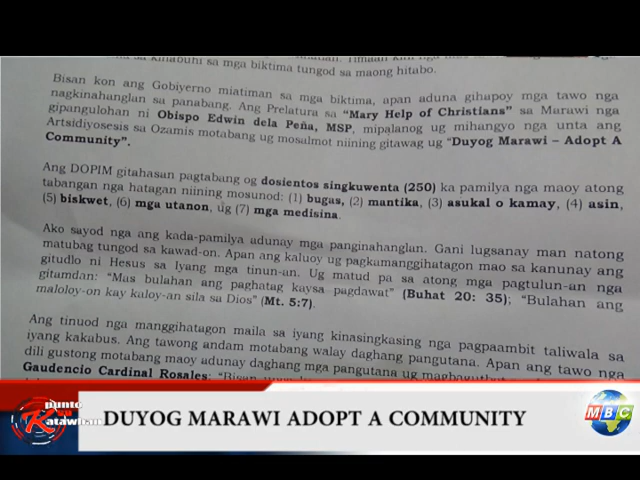 sa kinabuhi sa mga biktima tungod sa maong hitabo.
Bisan kon ang Gobiyerno miatiman sa mga biktima, apan aduna gihapoy mga tawo nga
nagkinahanglan sa panabang. Ang Prelatura sa "Mary Help of Christians" sa Marawi nga
gipangulohan ni Obispo Edwin dela Peña, MSP, mipalanog ug mihangyo nga unta ang
Artsidiyosesis sa Ozamis motabang ug mosalmot niining gitawag ug "Duyog Marawi – Adopt A
Community".
Ang DOPIM gitahasan pagtabang og dosientos singkuwenta (250) ka pamilya nga maoy atong
tabangan nga hatagan niining mosunod: (1) bugas, (2) mantika, (3) asukal o kamay, (4) asin,
(5) biskwet, (6) mga utanon, ug (7) mga medisina.
Ako sayod nga ang kada-pamilya adunay mga panginahanglan. Gani lugsanay man natong
matubag tungod sa kawad-on. Apan ang kaluoy ug pagkamanggihatagon mao sa kanunay ang
gitudlo ni Hesus sa Iyang mga tinun-an. Ug matud pa sa atong mga pagtulun-an nga
gitamdan: "Mas bulahan ang paghatag kaysa pagdawat" (Buhat 20: 35); "Bulahan ang
maloloy-on kay kaloy-an sila sa Dios" (Mt. 5:7).
Ang tinuod nga manggihatagon maila sa iyang kinasingkasing nga pagpaambit taliwala sa
iyang kakabus. Ang tawong andam motabang walay daghang pangutana. Apan ang tawo nga
dili gustong motabang maoy adunay daghang mga pangutana ug
Gaudencio Cardinal Rosales: "Bisan
punto
Katawhan
DUYOG MARAWI ADOPT A COMMUNITY
MBC